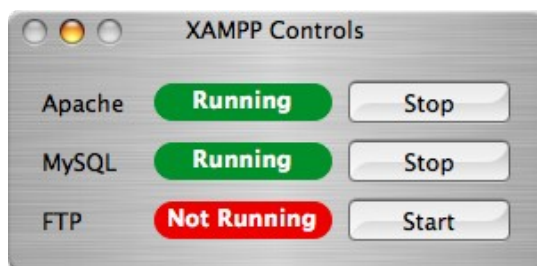 XAMPP Controls
Apache Running Stop
MySQL Running Stop
FTP Not Running Start